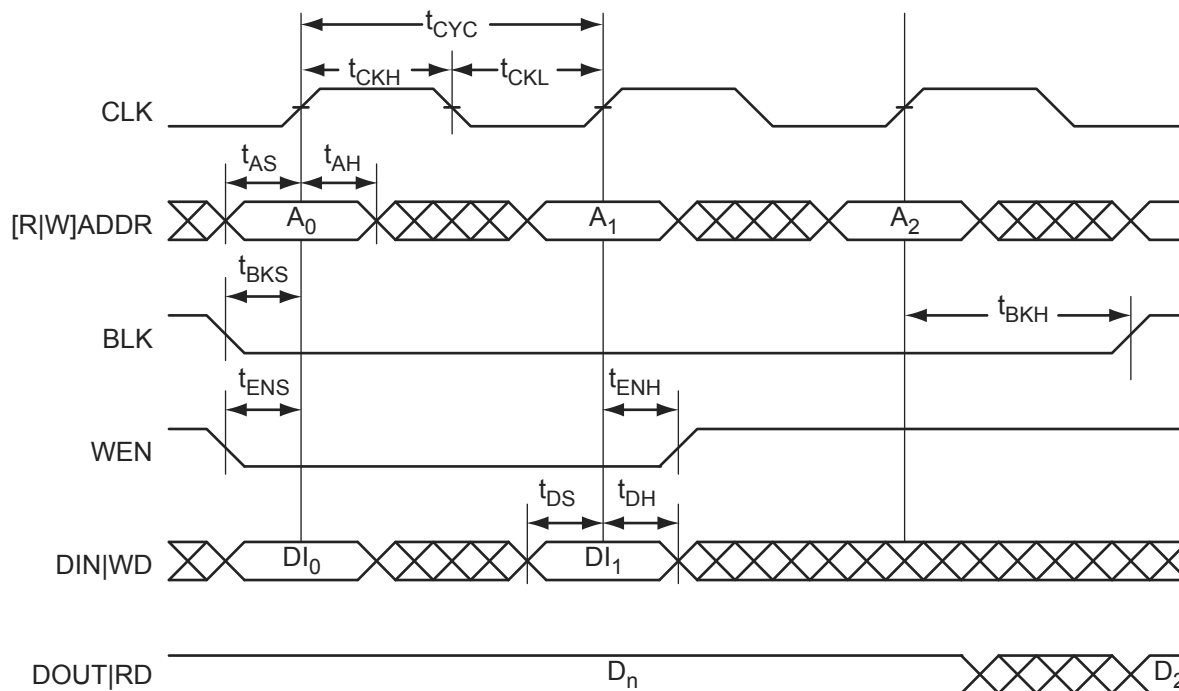 tCYC
tCKH tCKL
CLK
tAS tAH
[R|W]ADDR A0 A1 A2
tBKS
BLK tBKH
tENS tENH
WEN
tDS tDH
DIN|WD DI0 DI1
DOUT|RD Dn D2